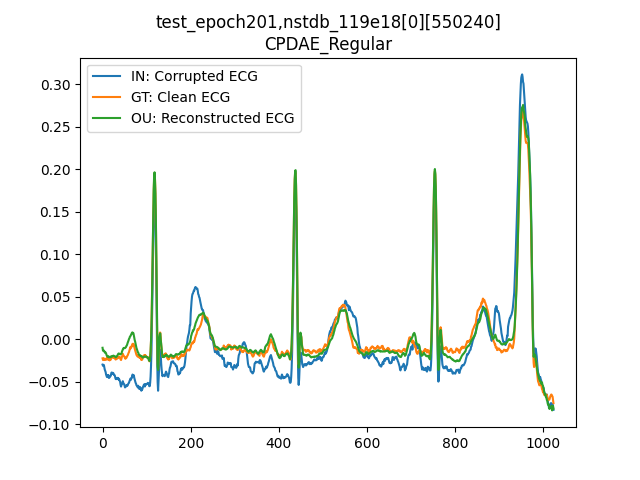 test_epoch201,nstdb_119e18[0][550240]
CPDAE_Regular
IN: Corrupted ECG
GT: Clean ECG
OU: Reconstructed ECG
0.30
0.25
0.20
0.15
0.10
0.05
0.00
−0.05
−0.10
0 200 400 600 800 1000